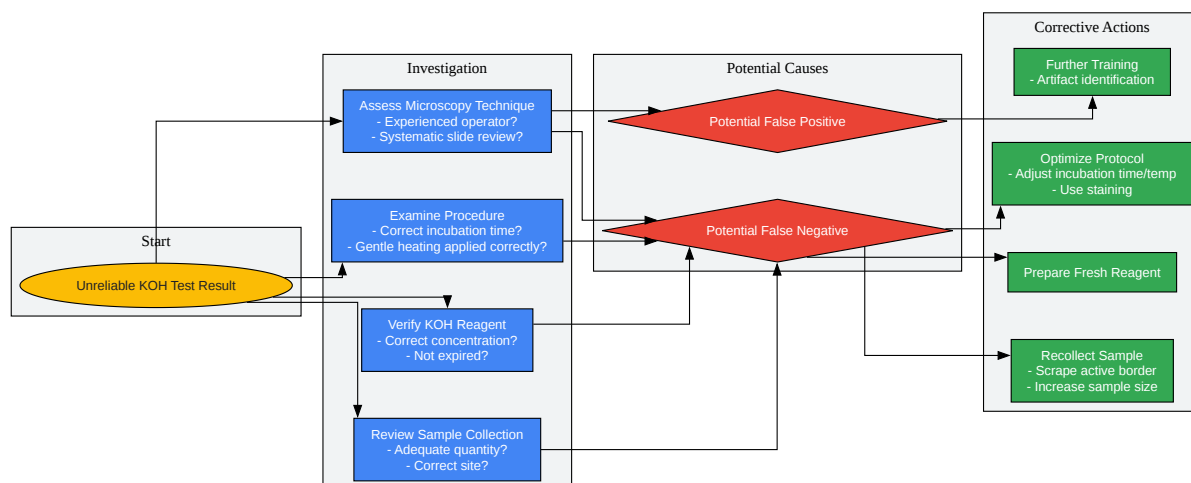 Start
Unreliable KOH Test Result
Investigation
Assess Microscopy Technique
- Experienced operator?
- Systematic slide review?
Examine Procedure
- Correct incubation time?
- Gentle heating applied correctly?
Verify KOH Reagent
- Correct concentration?
- Not expired?
Review Sample Collection
- Adequate quantity?
- Correct site?
Potential Causes
Potential False Positive
Potential False Negative
Corrective Actions
Further Training
- Artifact identification
Optimize Protocol
- Adjust incubation time/temp
- Use staining
Prepare Fresh Reagent
Recollect Sample
- Scrape active border
- Increase sample size